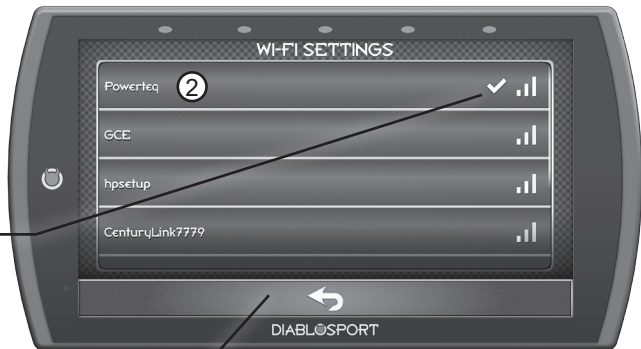 WI-FI SETTINGS
Powerteq ②
GCE
hpsetup
CenturyLink7779
DIABLOSPORT